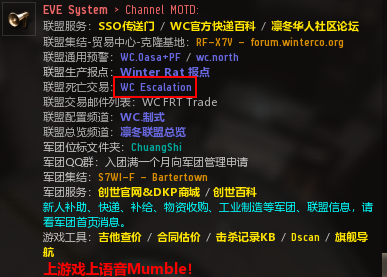 EVE System > Channel MOTD:
联盟服务: SSO传送门 / WC官方快递百科 / 凛冬华人社区论坛
联盟集结-贸易中心-克隆基地: RF-X7V - forum.winterco.org
联盟通用预警: WC.0asa+PF / wc.north
联盟生产报点: Winter Rat 报点
联盟死亡交易: WC Escalation
联盟交易邮件列表: WC FRT Trade
联盟配置频道: WC.制式
联盟总览频道: 凛冬联盟总览
军团位标文件夹: ChuangShi
军团QQ群: 入团满一个月向军团管理申请
军团集结: S7WI-F - Bartertown
军团服务: 创世官网&DKP商城 / 创世百科
新人补助、快递、补给、物资收购、工业制造等军团、联盟信息，请
看军团首页消息。
游戏工具: 吉他查价 / 合同估价 / 击杀记录KB / Dscan / 旗舰导
航
上游戏上语音Mumble!